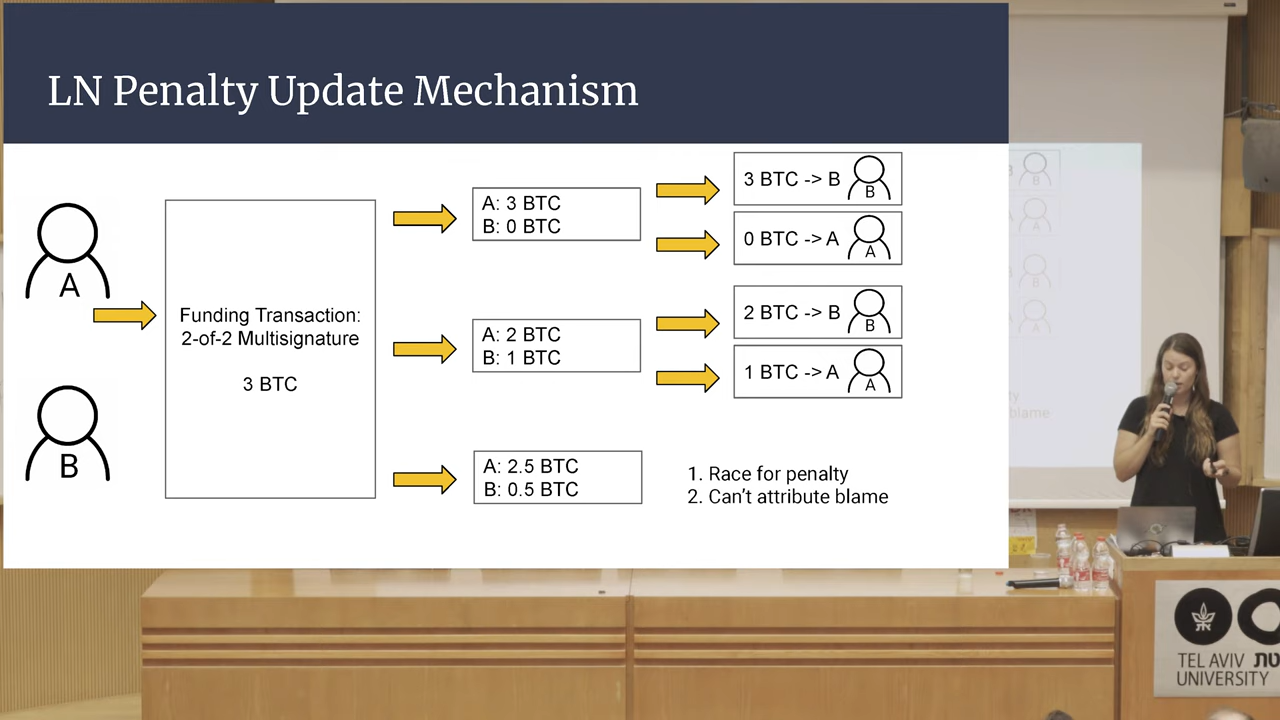 LN Penalty Update Mechanism
A
B
Funding Transaction:
2-of-2 Multisignature
3 BTC
A: 3 BTC
B: 0 BTC
3 BTC -> B
B
0 BTC -> A
A
A: 2 BTC
B: 1 BTC
2 BTC -> B
B
1 BTC -> A
A
A: 2.5 BTC
B: 0.5 BTC
1. Race for penalty
2. Can't attribute blame
blame
TEL AVIV
UNIVERSITY